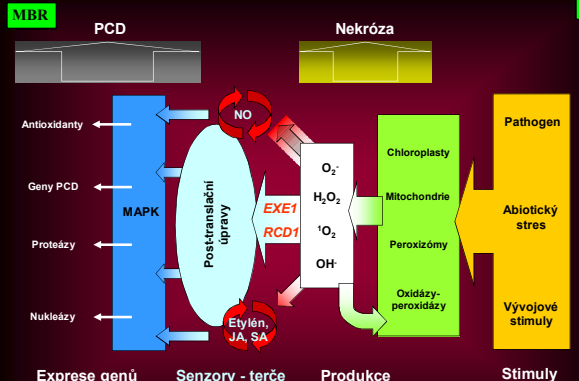 MBR
PCD
Nekróza
Antioxidanty
Geny PCD
Proteázy
Nukleázy
MAPK
NO
Post-translační
úpravy
Etylén,
JA, SA
EXE1
RCD1
O₂⁻
H₂O₂
¹O₂
OH⁻
Chloroplasty
Mitochondrie
Peroxizómy
Oxidázy-
peroxidázy
Pathogen
Abiotický
stres
Vývojové
stimuly
Exprese genů
Senzory - terče
Produkce
Stimuly